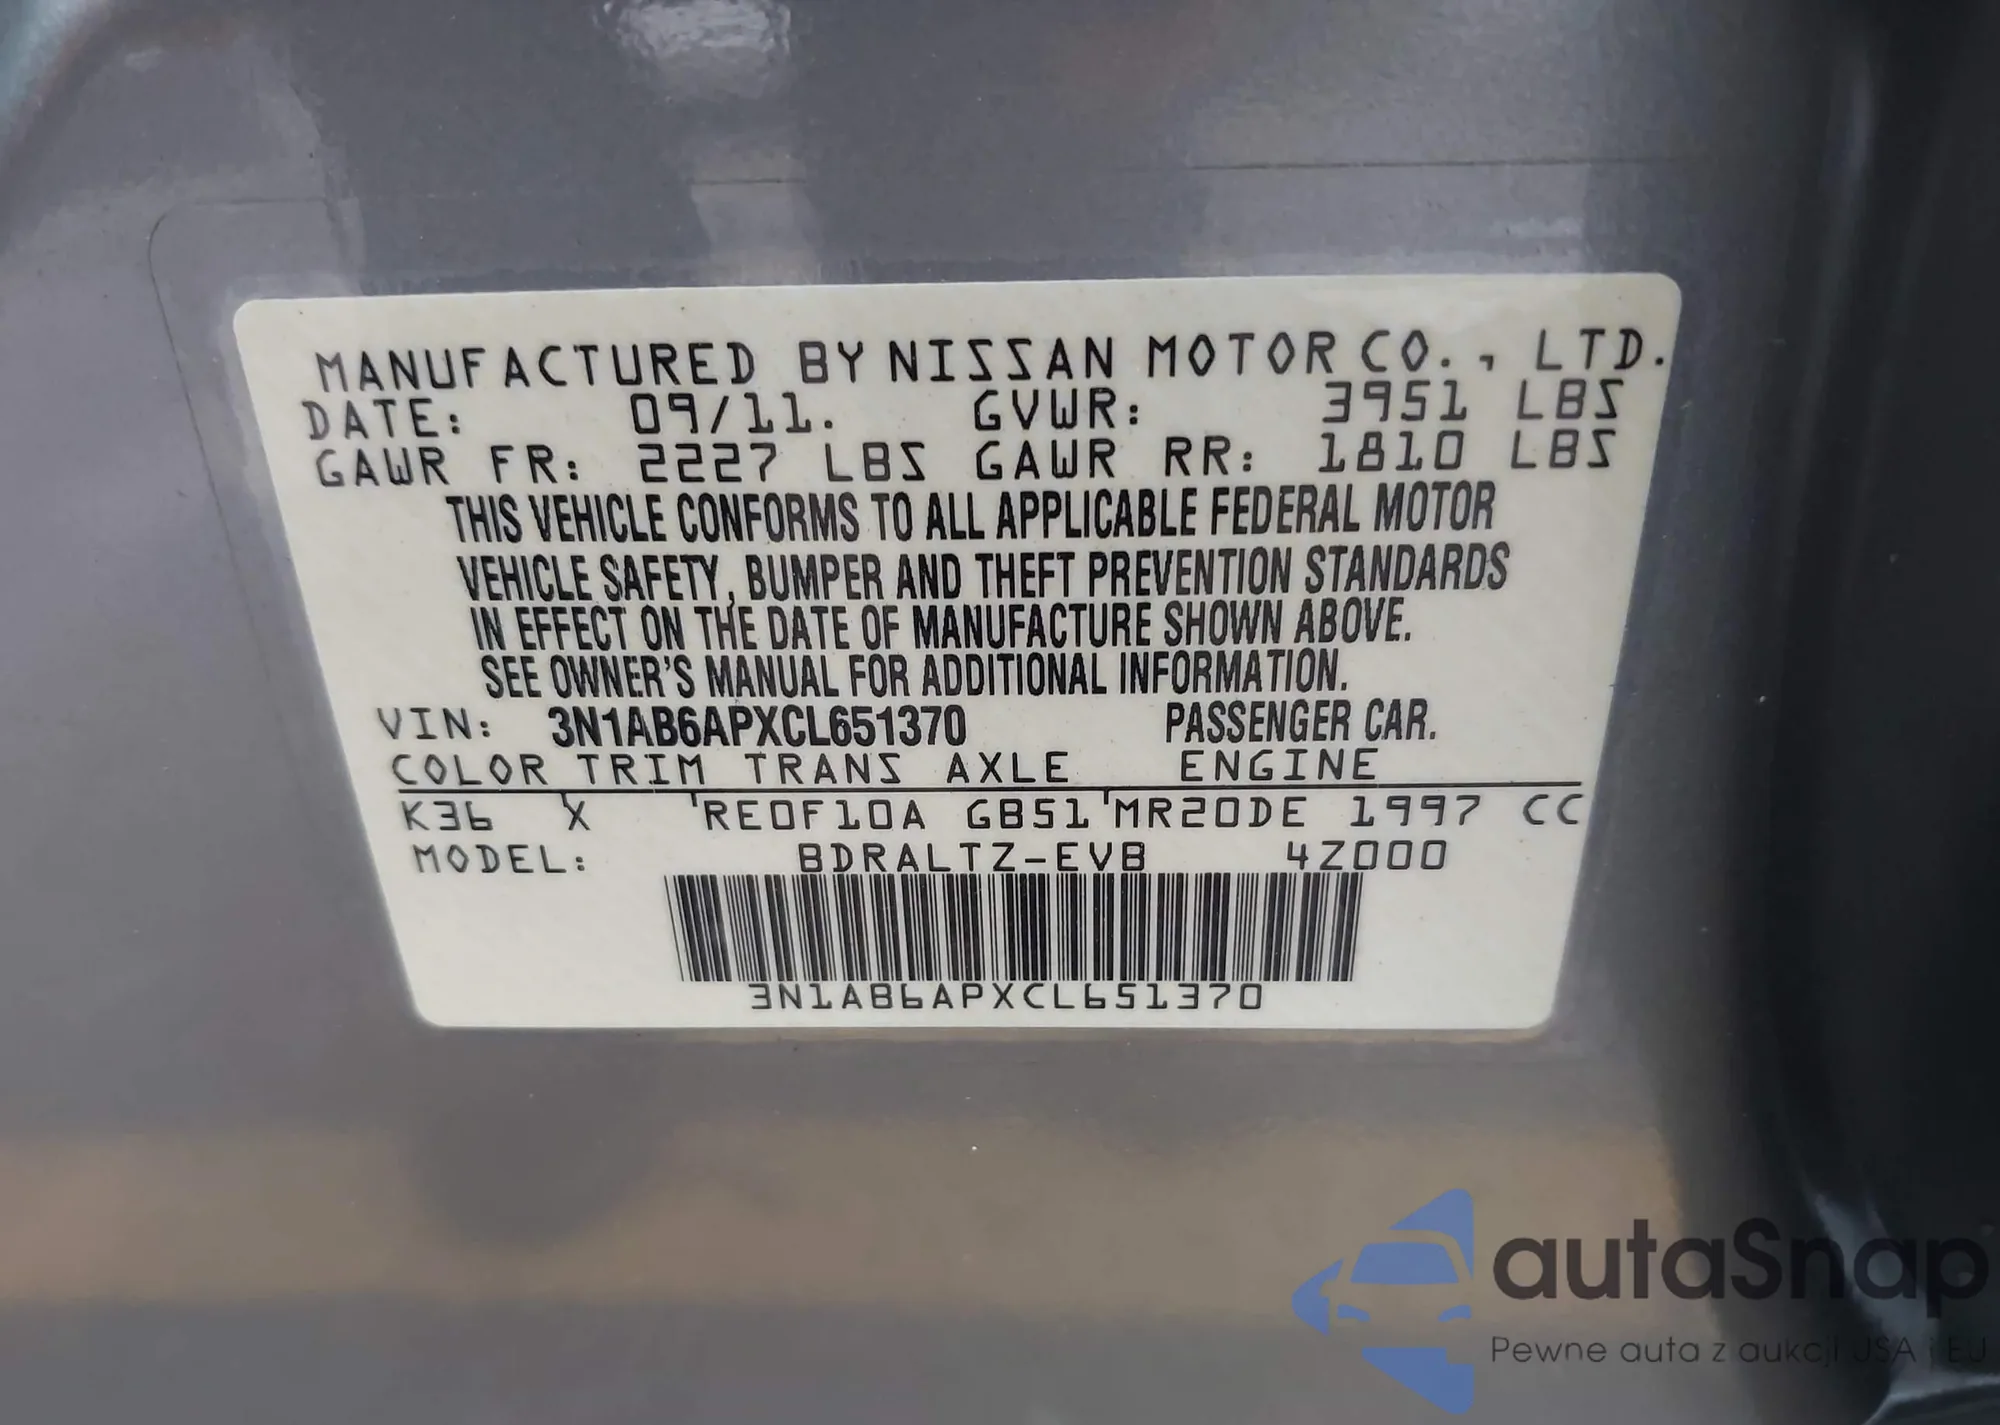 MANUFACTURED BY NISSAN MOTOR CO., LTD.
DATE: 09/11. GVWR: 3951 LBS
GAWR FR: 2227 LBS GAWR RR: 1810 LBS
THIS VEHICLE CONFORMS TO ALL APPLICABLE FEDERAL MOTOR
VEHICLE SAFETY, BUMPER AND THEFT PREVENTION STANDARDS
IN EFFECT ON THE DATE OF MANUFACTURE SHOWN ABOVE.
SEE OWNER'S MANUAL FOR ADDITIONAL INFORMATION.
VIN: 3N1AB6APXCL651370 PASSENGER CAR.
COLOR TRIM TRANS AXLE ENGINE
K36 X RE0F10A GB51 MR20DE 1997 CC
MODEL: BDRALTZ-EVB 4Z000
3N1AB6APXCL651370
autaSnap
Pewne auta z aukcji USA i EU